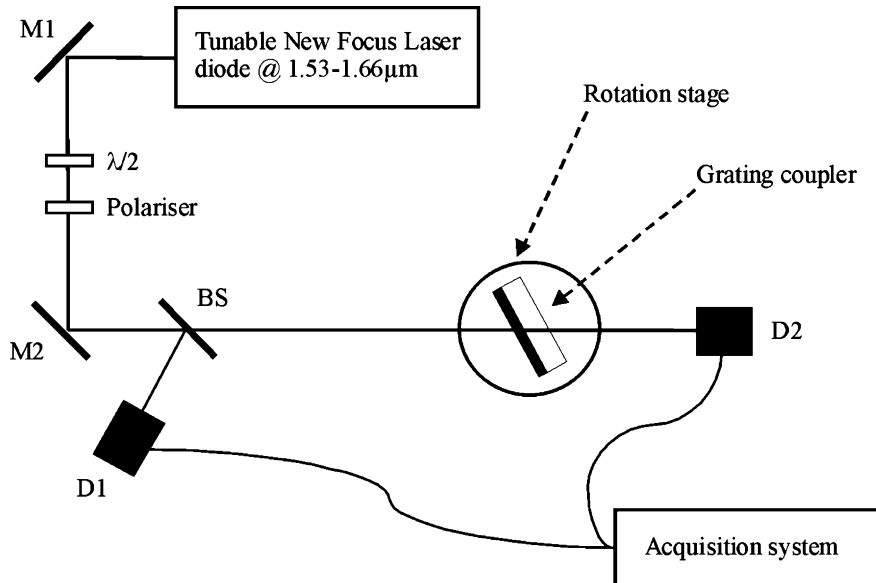 M1
Tunable New Focus Laser
diode @ 1.53-1.66µm
Rotation stage
λ/2
Grating coupler
Polariser
BS
M2
D2
D1
Acquisition system